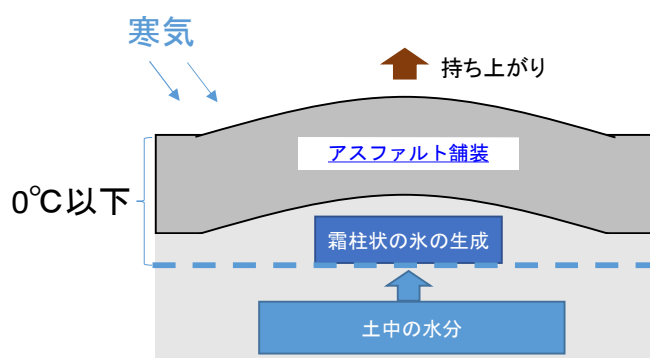 寒気
持ち上がり
アスファルト舗装
0℃以下
霜柱状の氷の生成
土中の水分